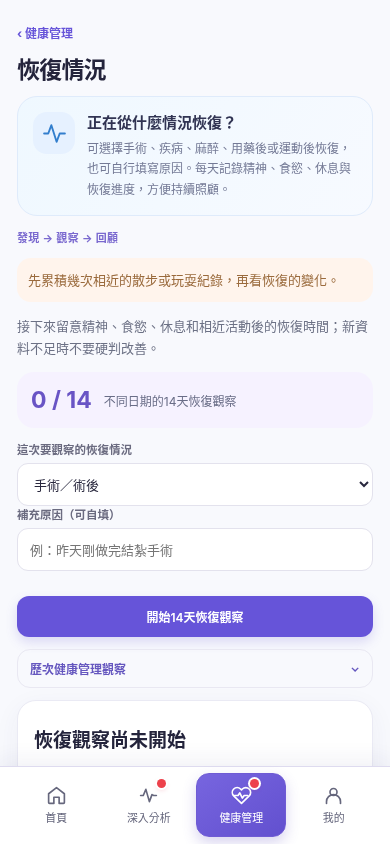 ‹ 健康管理
恢復情況
正在從什麼情況恢復？
可選擇手術、疾病、麻醉、用藥後或運動後恢復，
也可自行填寫原因。每天記錄精神、食慾、休息與
恢復進度，方便持續照顧。
發現 → 觀察 → 回顧
先累積幾次相近的散步或玩耍紀錄，再看恢復的變化。
接下來留意精神、食慾、休息和相近活動後的恢復時間；新資
料不足時不要硬判改善。
0 / 14 不同日期的14天恢復觀察
這次要觀察的恢復情況
手術／術後
補充原因（可自填）
例：昨天剛做完結紮手術
開始14天恢復觀察
歷次健康管理觀察
恢復觀察尚未開始
首頁 深入分析 健康管理 我的